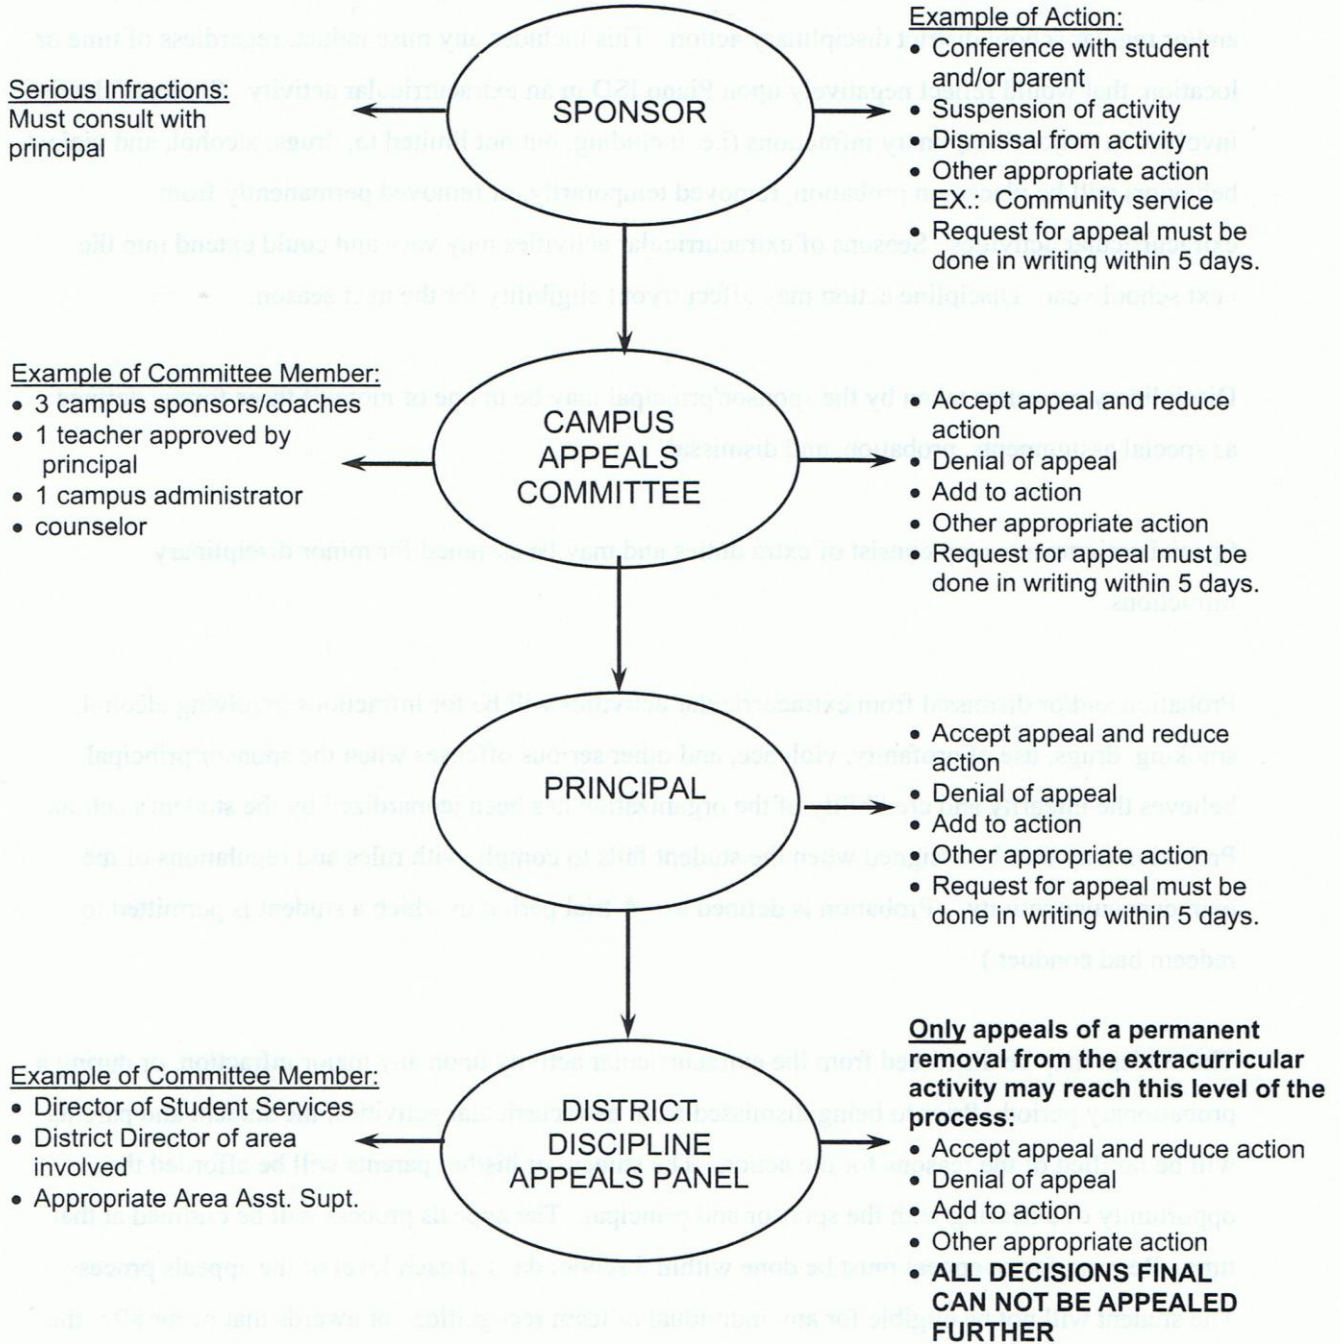 Serious Infractions:
Must consult with
principal
SPONSOR
Example of Action:
• Conference with student
and/or parent
• Suspension of activity
• Dismissal from activity
• Other appropriate action
EX.: Community service
• Request for appeal must be
done in writing within 5 days.
Example of Committee Member:
• 3 campus sponsors/coaches
• 1 teacher approved by
principal
• 1 campus administrator
• counselor
CAMPUS
APPEALS
COMMITTEE
• Accept appeal and reduce
action
• Denial of appeal
• Add to action
• Other appropriate action
• Request for appeal must be
done in writing within 5 days.
PRINCIPAL
• Accept appeal and reduce
action
• Denial of appeal
• Add to action
• Other appropriate action
• Request for appeal must be
done in writing within 5 days.
Example of Committee Member:
• Director of Student Services
• District Director of area
involved
• Appropriate Area Asst. Supt.
DISTRICT
DISCIPLINE
APPEALS PANEL
Only appeals of a permanent
removal from the extracurricular
activity may reach this level of the
process:
• Accept appeal and reduce action
• Denial of appeal
• Add to action
• Other appropriate action
• ALL DECISIONS FINAL
CAN NOT BE APPEALED
FURTHER